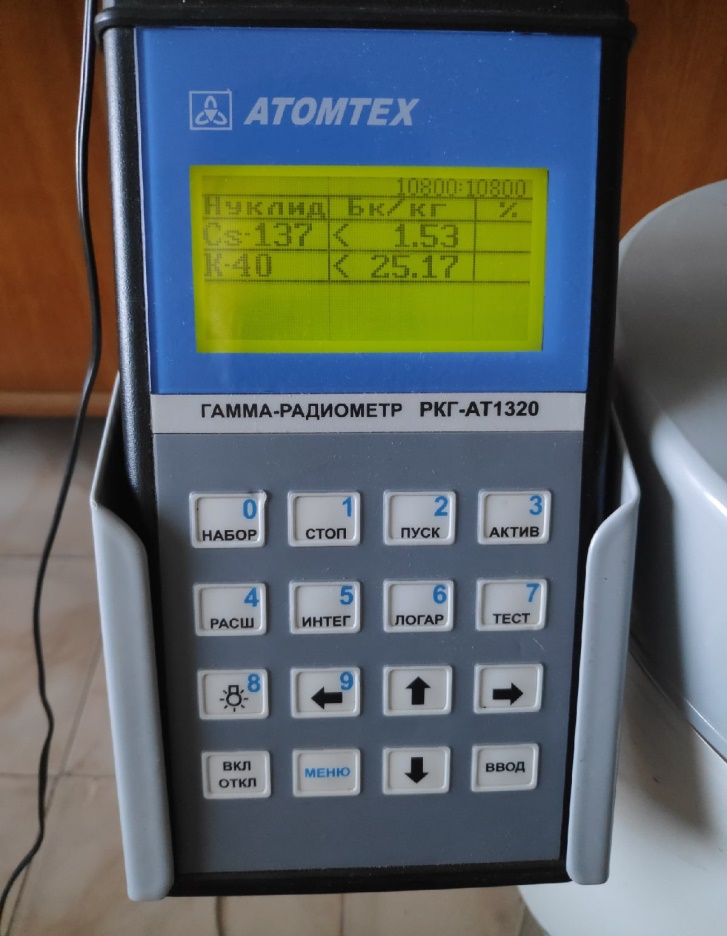 ATOMTEX
10800:10800
Нуклид Бк/кг %
Cs-137 < 1.53
К-40 < 25.17
ГАММА-РАДИОМЕТР РКГ-АТ1320
0 1 2 3
НАБОР СТОП ПУСК АКТИВ
4 5 6 7
РАСШ ИНТЕГ ЛОГАР ТЕСТ
8 9
ВКЛ
ОТКЛ МЕНЮ ВВОД